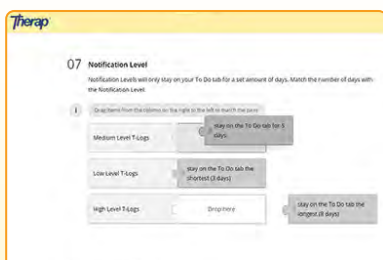 Therap
07 Notification Level
Notification Levels will only stay on your To Do tab for a set amount of days. Match the number of days with
the Notification Level.
i Drag items from the column on the right to the left to match the pairs
Medium Level T-Logs
stay on the To Do tab for 5
days
Low Level T-Logs
stay on the To Do tab the
shortest (3 days)
High Level T-Logs
Drop here
stay on the To Do tab the
longest (8 days)